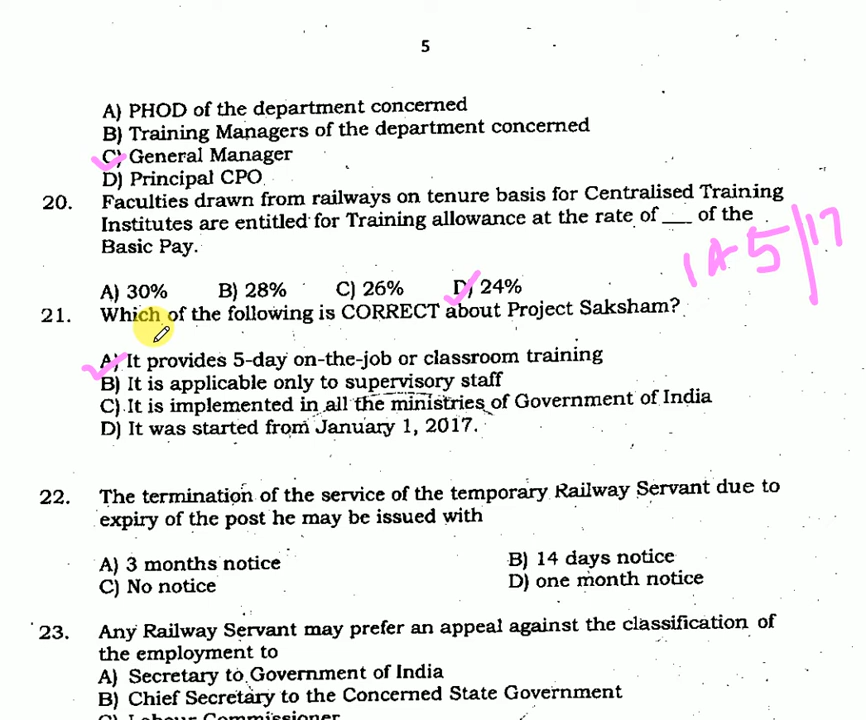 5
A) PHOD of the department concerned
B) Training Managers of the department concerned
C) General Manager
D) Principal CPO
20. Faculties drawn from railways on tenure basis for Centralised Training
Institutes are entitled for Training allowance at the rate of ___ of the
Basic Pay.
A) 30% B) 28% C) 26% D) 24%
21. Which of the following is CORRECT about Project Saksham?
A) It provides 5-day on-the-job or classroom training
B) It is applicable only to supervisory staff
C) It is implemented in all the ministries of Government of India
D) It was started from January 1, 2017.
22. The termination of the service of the temporary Railway Servant due to
expiry of the post he may be issued with
A) 3 months notice B) 14 days notice
C) No notice D) one month notice
23. Any Railway Servant may prefer an appeal against the classification of
the employment to
A) Secretary to Government of India
B) Chief Secretary to the Concerned State Government
C) Labour Commissioner